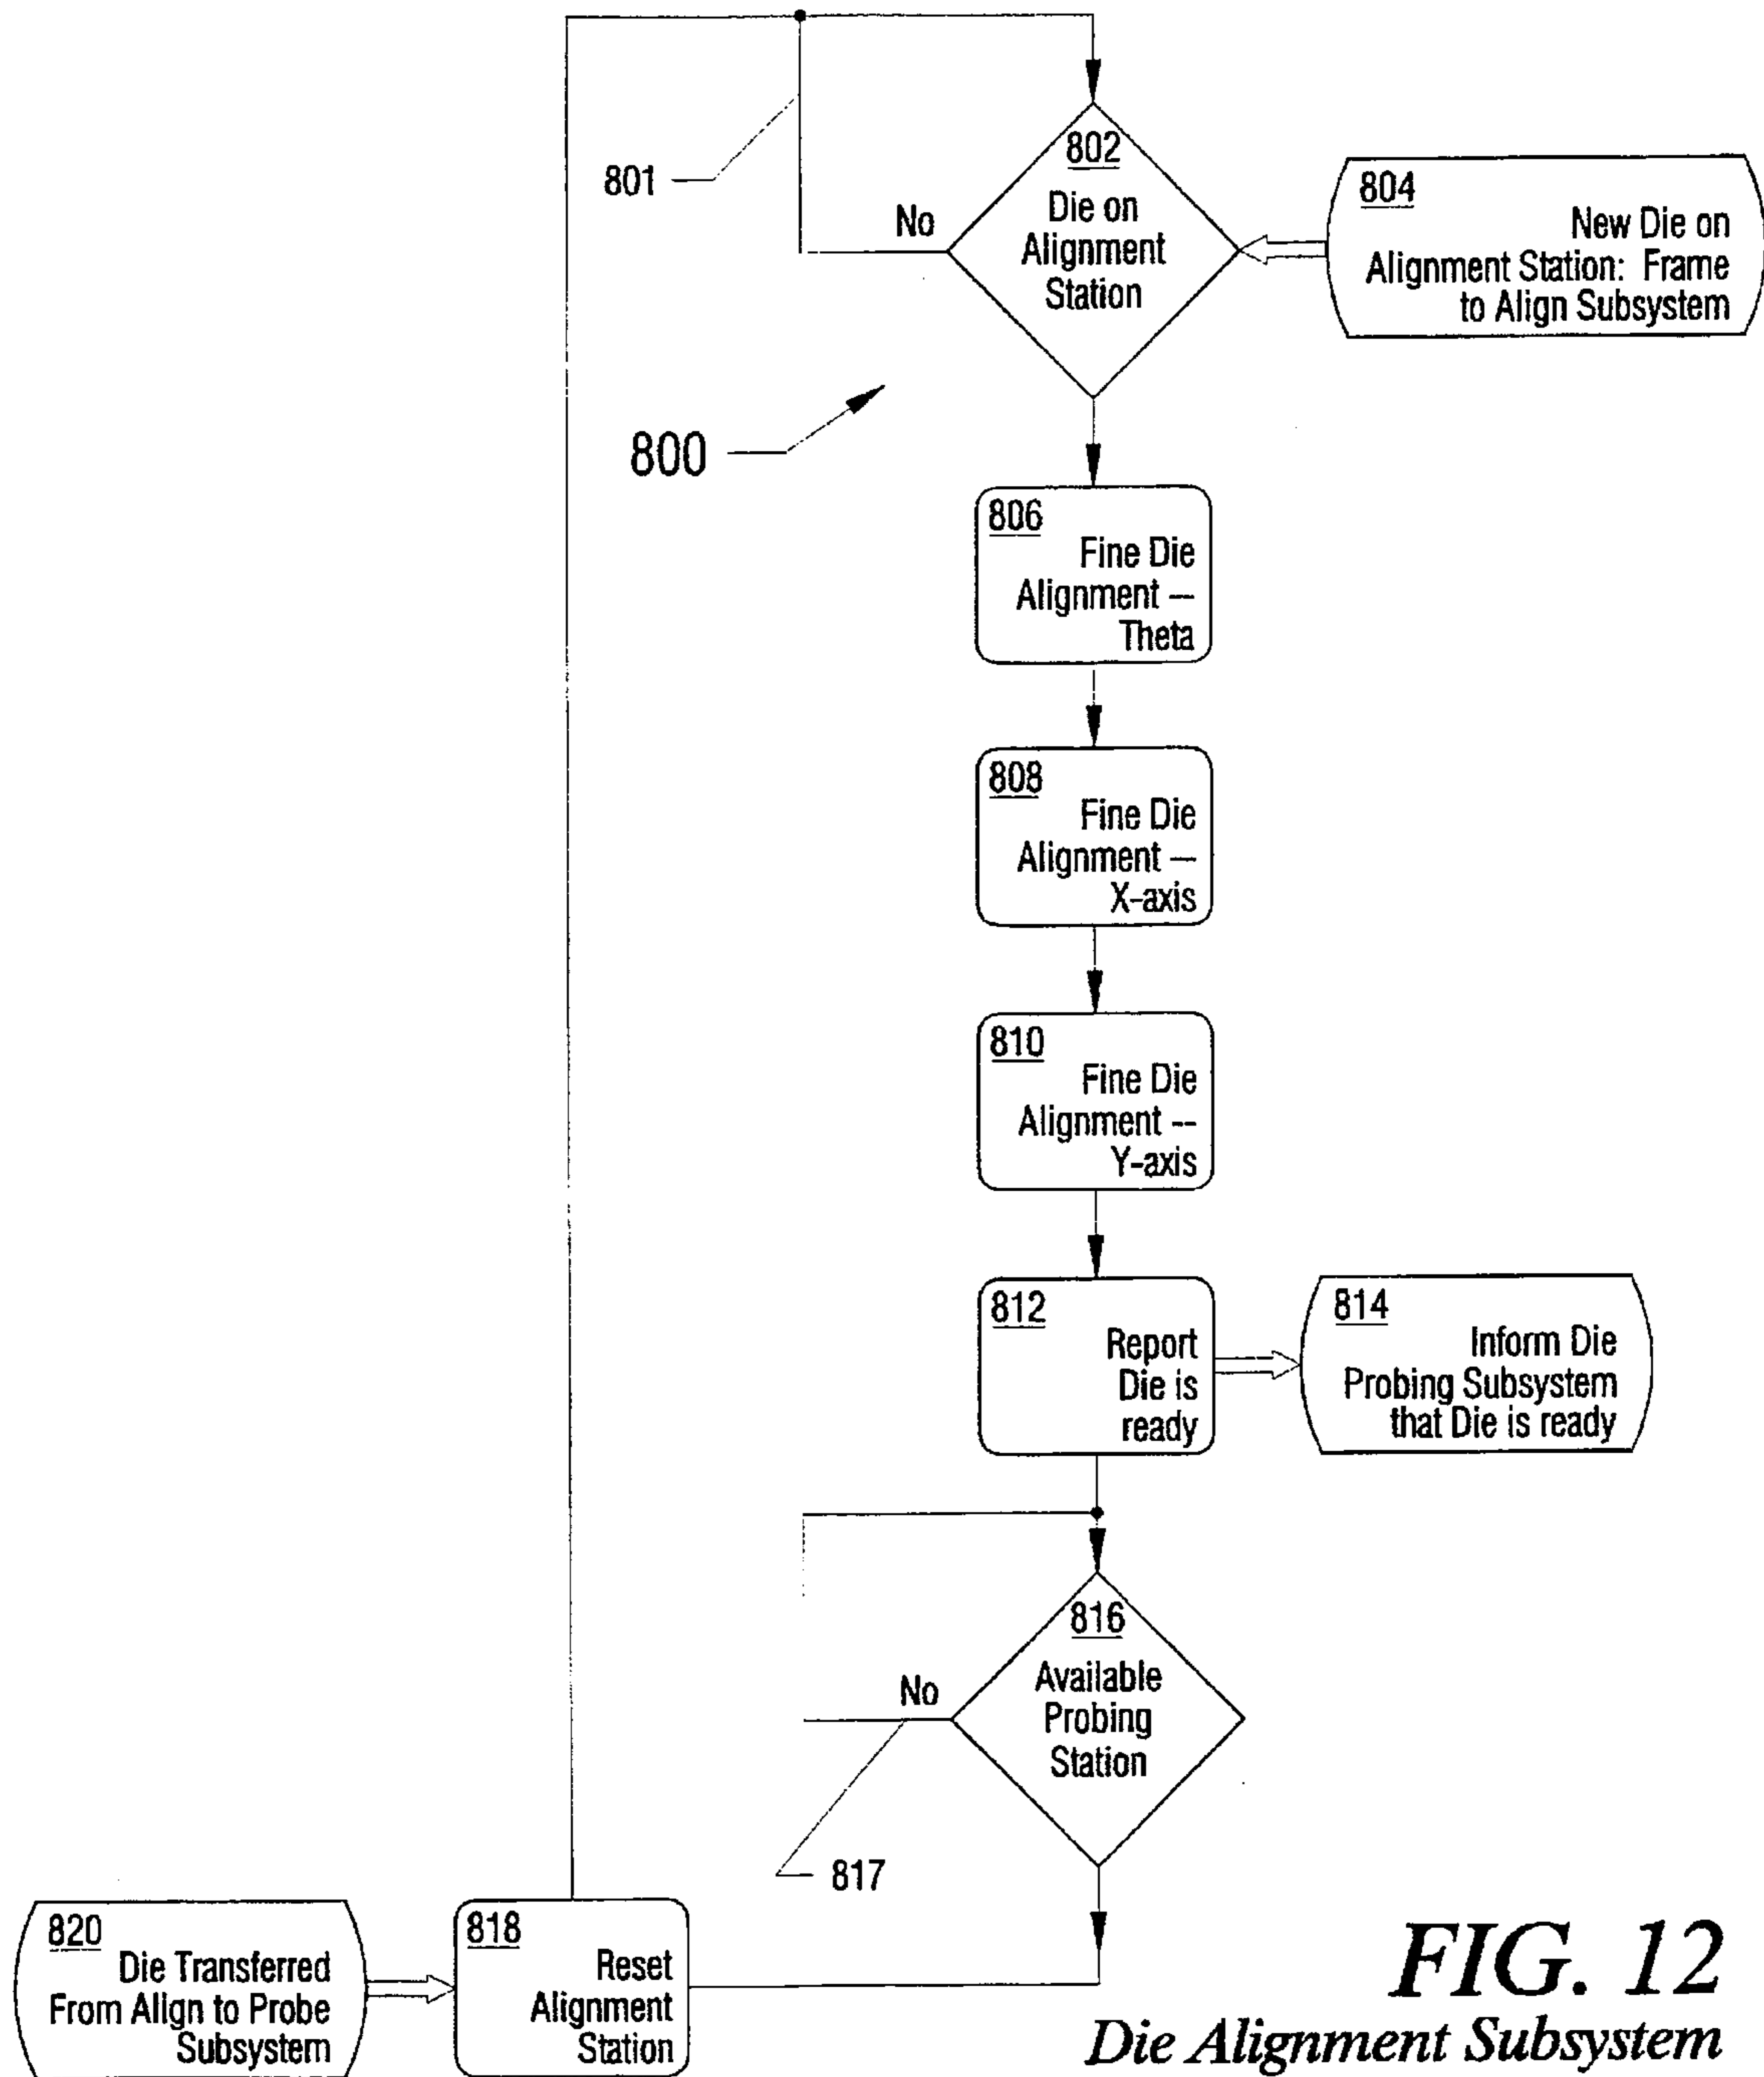 801
802
Die on
Alignment
Station
No
804
New Die on
Alignment Station: Frame
to Align Subsystem
800
806
Fine Die
Alignment –
Theta
808
Fine Die
Alignment –
X-axis
810
Fine Die
Alignment --
Y-axis
812
Report
Die is
ready
814
Inform Die
Probing Subsystem
that Die is ready
816
Available
Probing
Station
No
817
820
Die Transferred
From Align to Probe
Subsystem
818
Reset
Alignment
Station
FIG. 12
Die Alignment Subsystem